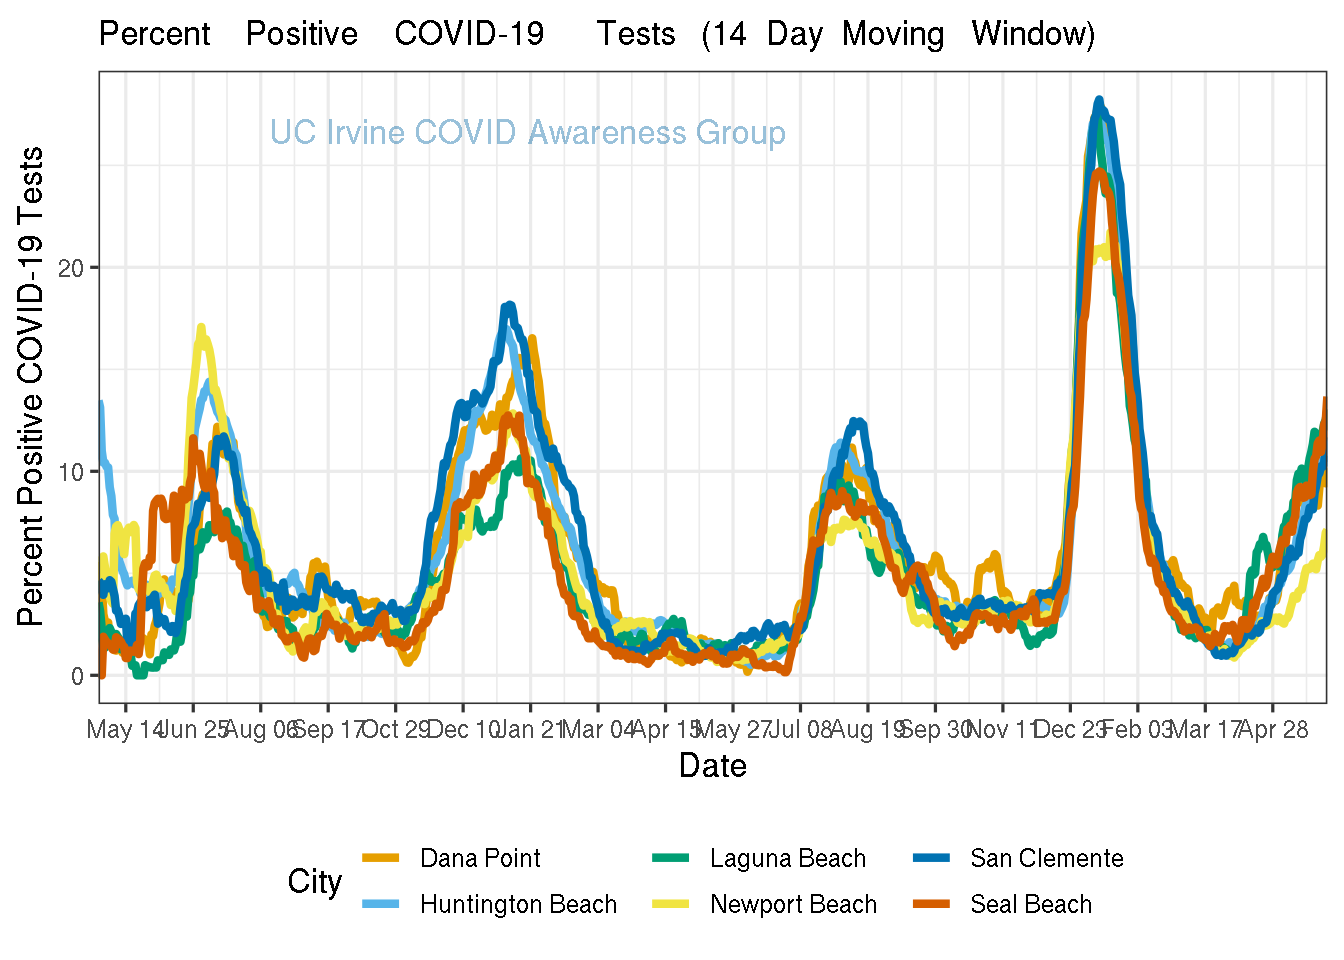 Percent Positive COVID-19 Tests (14 Day Moving Window)
UC Irvine COVID Awareness Group
Percent Positive COVID-19 Tests
20
10
0
May 14 Jun 25 Aug 06 Sep 17 Oct 29 Dec 10 Jan 21 Mar 04 Apr 15 May 27 Jul 08 Aug 19 Sep 30 Nov 11 Dec 23 Feb 03 Mar 17 Apr 28
Date
City
Dana Point Laguna Beach San Clemente
Huntington Beach Newport Beach Seal Beach